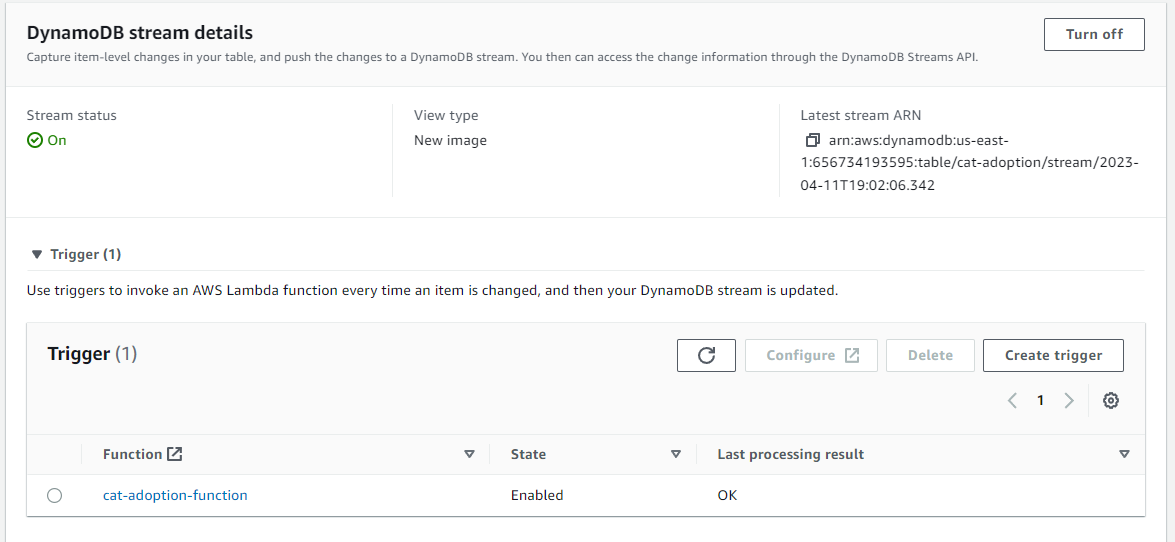 DynamoDB stream details
Turn off
Capture item-level changes in your table, and push the changes to a DynamoDB stream. You then can access the change information through the DynamoDB Streams API.
Stream status
On
View type
New image
Latest stream ARN
arn:aws:dynamodb:us-east-
1:656734193595:table/cat-adoption/stream/2023-
04-11T19:02:06.342
Trigger (1)
Use triggers to invoke an AWS Lambda function every time an item is changed, and then your DynamoDB stream is updated.
Trigger (1)
Configure
Delete
Create trigger
1
Function
State
Last processing result
cat-adoption-function
Enabled
OK